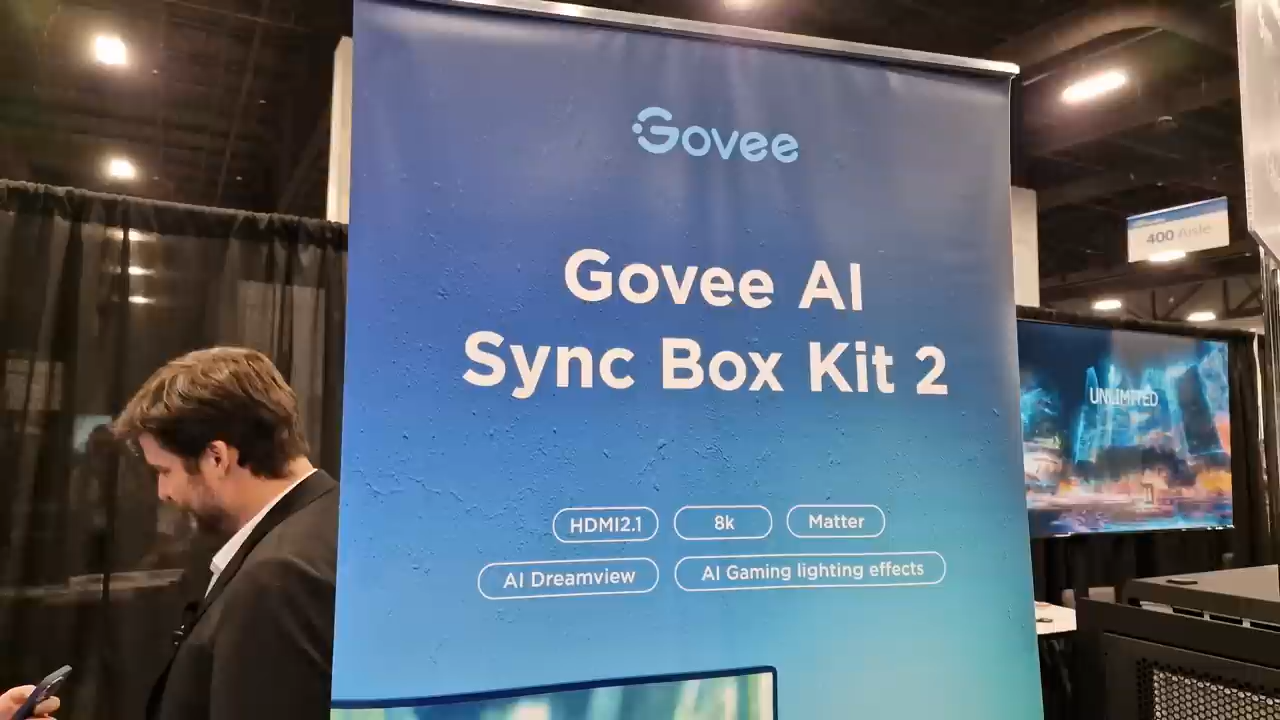 Govee
Govee AI
Sync Box Kit 2
HDMI2.1
8k
Matter
AI Dreamview
AI Gaming lighting effects
400 Aisle
UNLIMITED